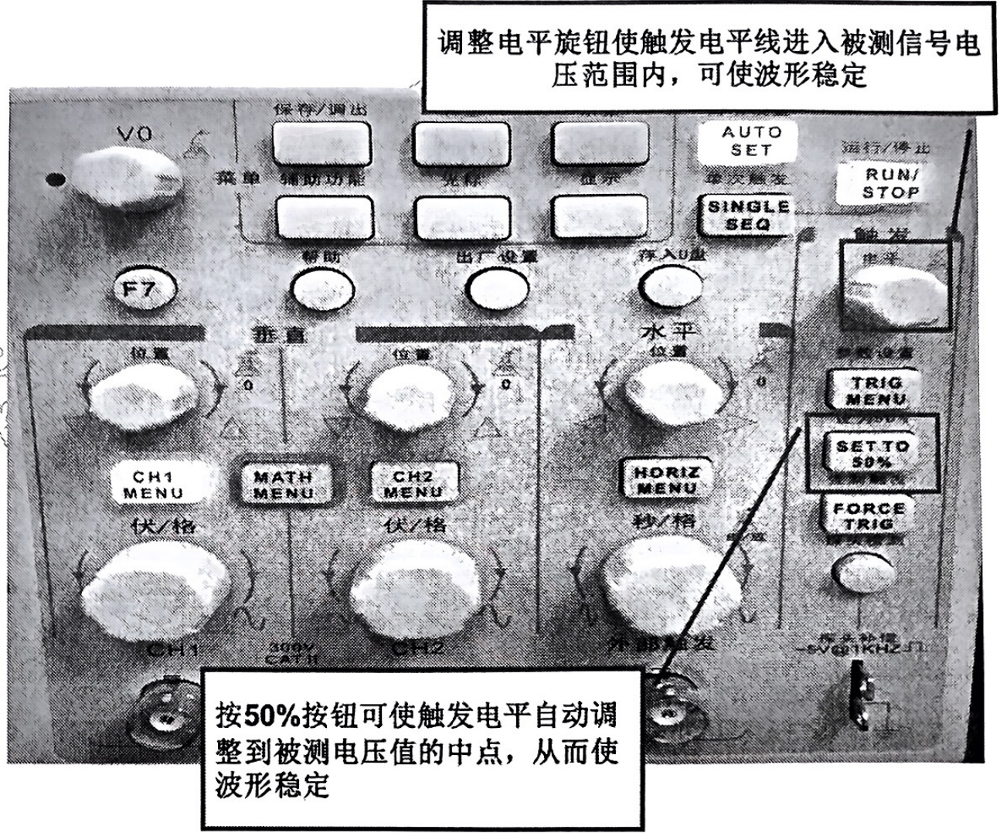 调整电平旋钮使触发电平线进入被测信号电
压范围内，可使波形稳定
保存/调出
V0
AUTO
SET
运行/停止
RUN/
STOP
菜单
辅助功能
光标
显示
单次触发
SINGLE
SEQ
触发
电平
帮助
出厂设置
存入U盘
F7
垂直
水平
位置
位置
位置
0
0
0
TRIG
MENU
SET TO
50%
CH1
MENU
MATH
MENU
CH2
MENU
HORIZ
MENU
FORCE
TRIG
伏/格
伏/格
秒/格
CH1
300V
CAT II
CH2
外部触发
探头补偿
~5V@1KHZ
按50%按钮可使触发电平自动调
整到被测电压值的中点，从而使
波形稳定